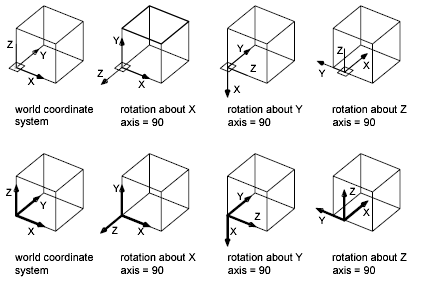 Z Y X
Y Z X
Y Z X
Z Y X
world coordinate
system
rotation about X
axis = 90
rotation about Y
axis = 90
rotation about Z
axis = 90
Z Y X
Y Z X
Y Z X
Z Y X
world coordinate
system
rotation about X
axis = 90
rotation about Y
axis = 90
rotation about Z
axis = 90